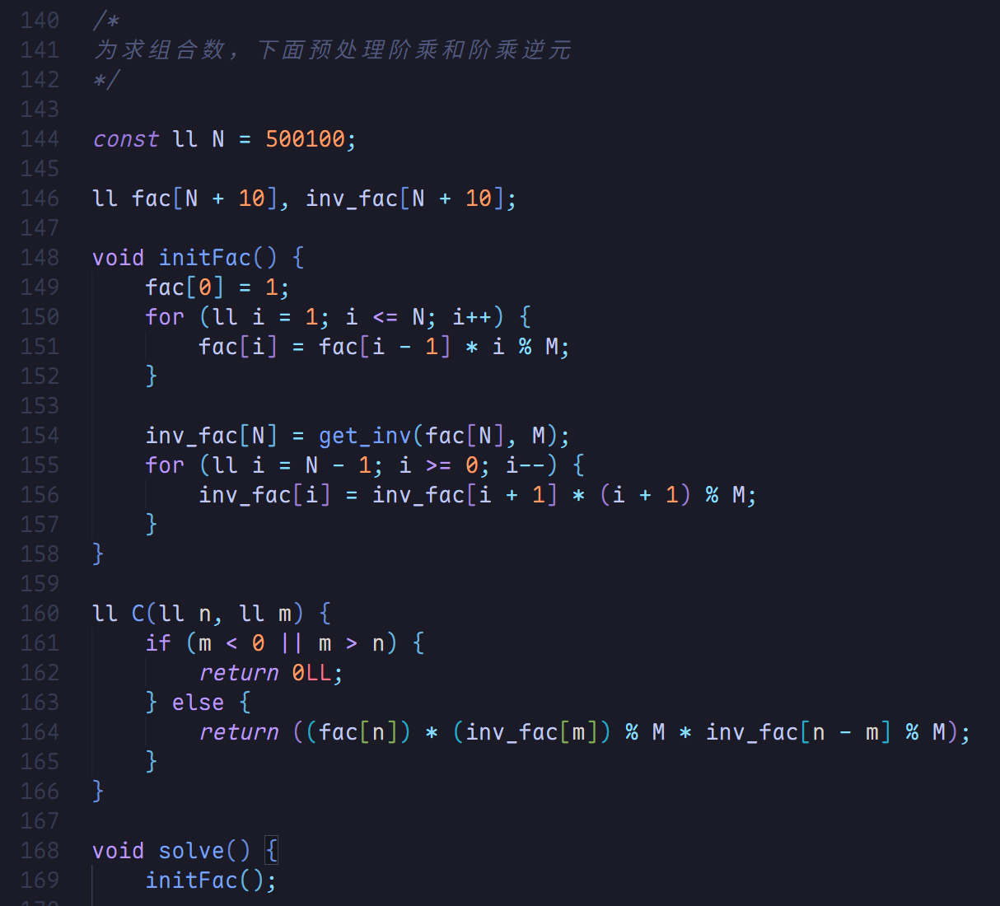 140 /*
141 为求组合数，下面预处理阶乘和阶乘逆元
142 */
143
144 const ll N = 500100;
145
146 ll fac[N + 10], inv_fac[N + 10];
147
148 void initFac() {
149     fac[0] = 1;
150     for (ll i = 1; i <= N; i++) {
151         fac[i] = fac[i - 1] * i % M;
152     }
153
154     inv_fac[N] = get_inv(fac[N], M);
155     for (ll i = N - 1; i >= 0; i--) {
156         inv_fac[i] = inv_fac[i + 1] * (i + 1) % M;
157     }
158 }
159
160 ll C(ll n, ll m) {
161     if (m < 0 || m > n) {
162         return 0LL;
163     } else {
164         return ((fac[n]) * (inv_fac[m]) % M * inv_fac[n - m] % M);
165     }
166 }
167
168 void solve() {
169     initFac();
170